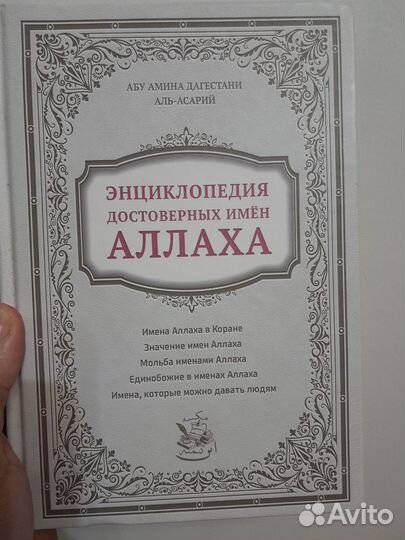 АБУ АМИНА ДАГЕСТАНИ
АЛЬ-АСАРИЙ
ЭНЦИКЛОПЕДИЯ
ДОСТОВЕРНЫХ ИМЁН
АЛЛАХА
Имена Аллаха в Коране
Значение имен Аллаха
Мольба именами Аллаха
Единобожие в именах Аллаха
Имена, которые можно давать людям
Avito